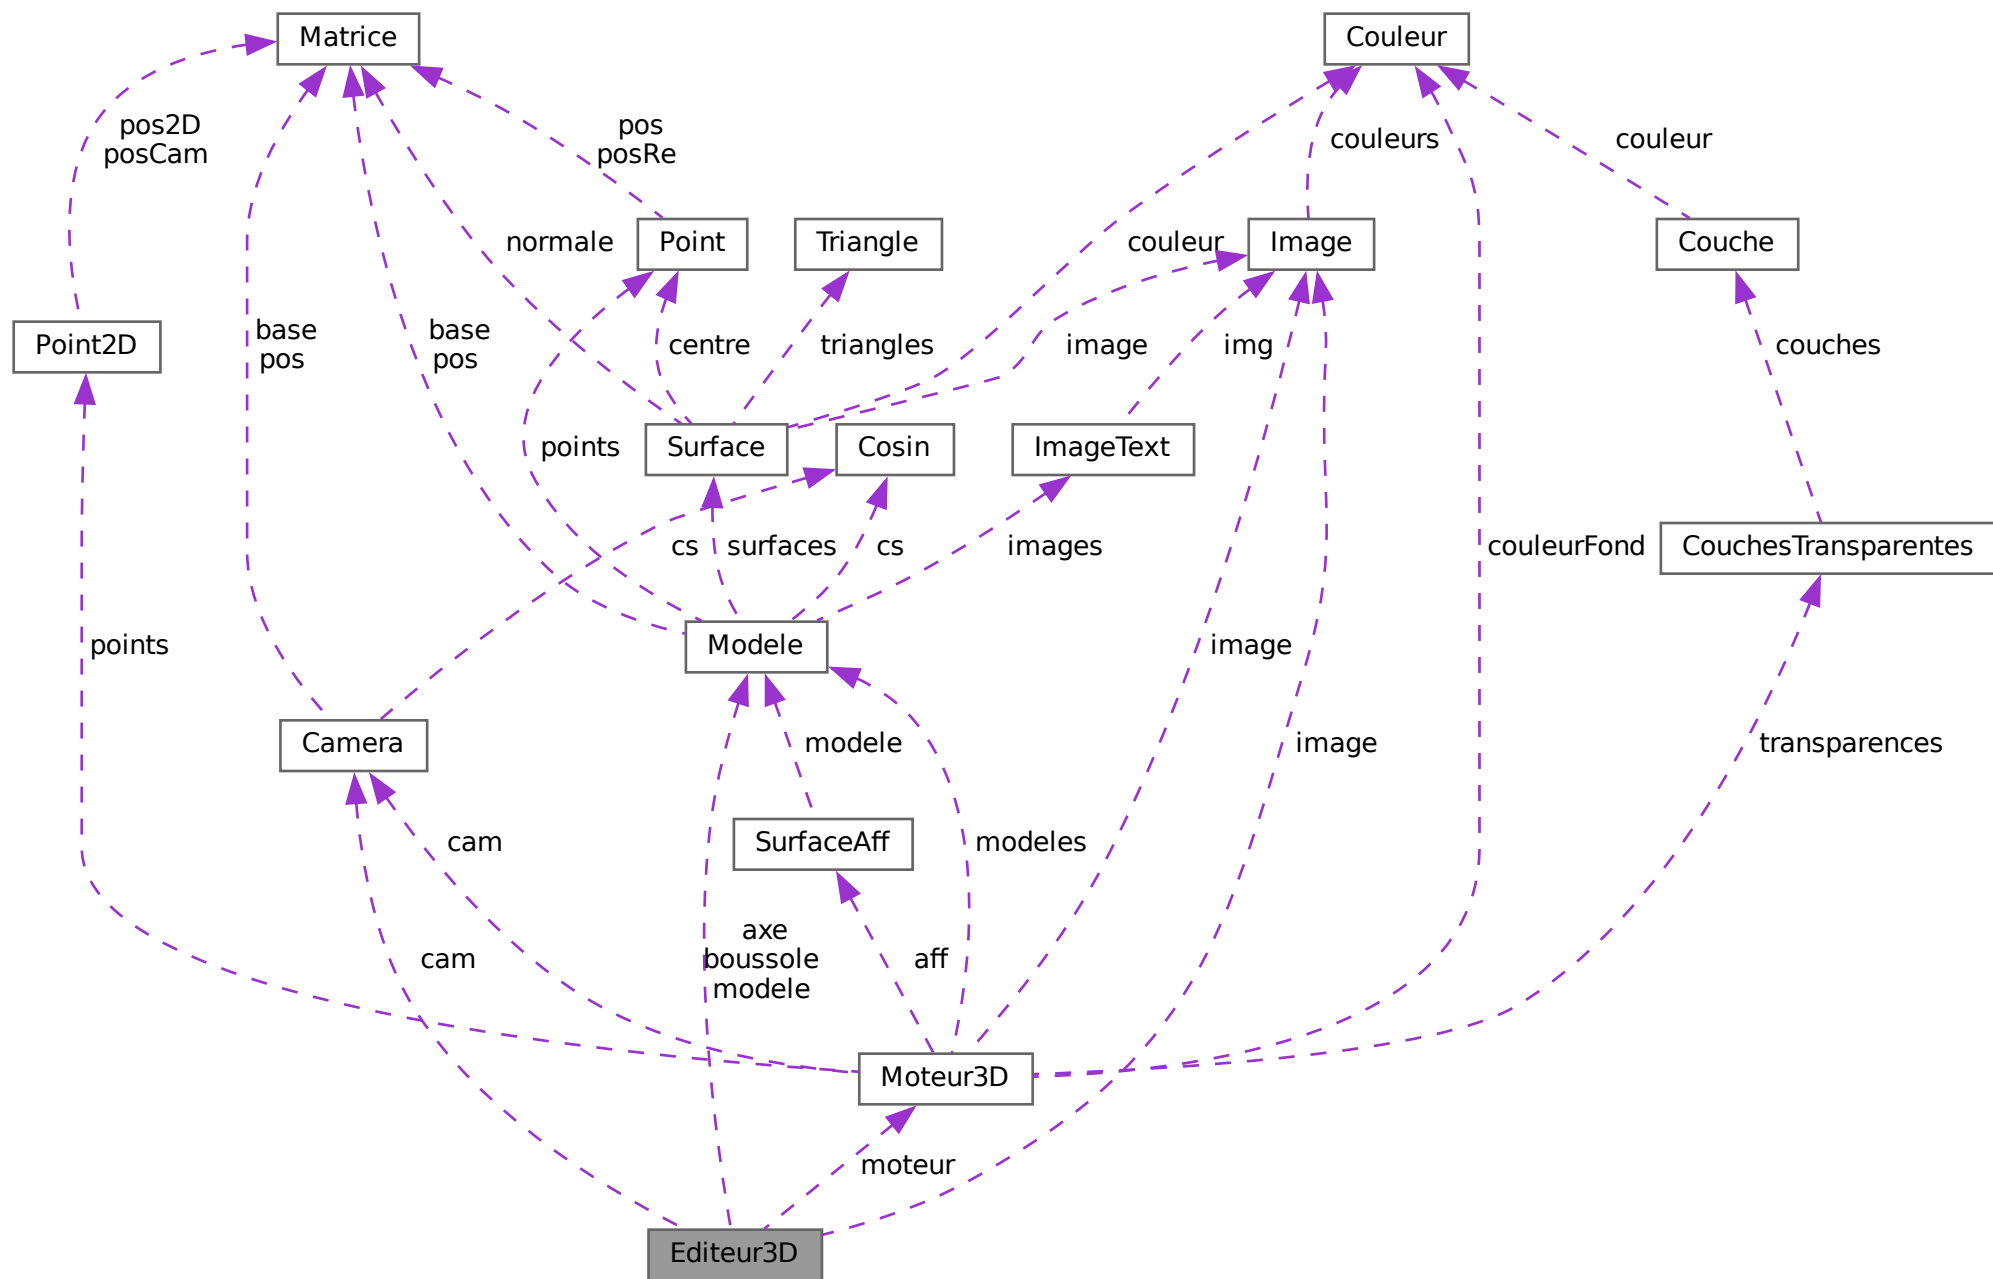 Matrice
Couleur
pos2D
posCam
pos
posRe
couleurs
couleur
normale
Point
Triangle
couleur
Image
Couche
Point2D
base
pos
base
pos
centre
triangles
image
img
couches
points
Surface
Cosin
ImageText
cs
surfaces
cs
images
couleurFond
CouchesTransparentes
points
Modele
image
Camera
modele
image
transparences
cam
SurfaceAff
modeles
cam
axe
boussole
modele
aff
Moteur3D
moteur
Editeur3D